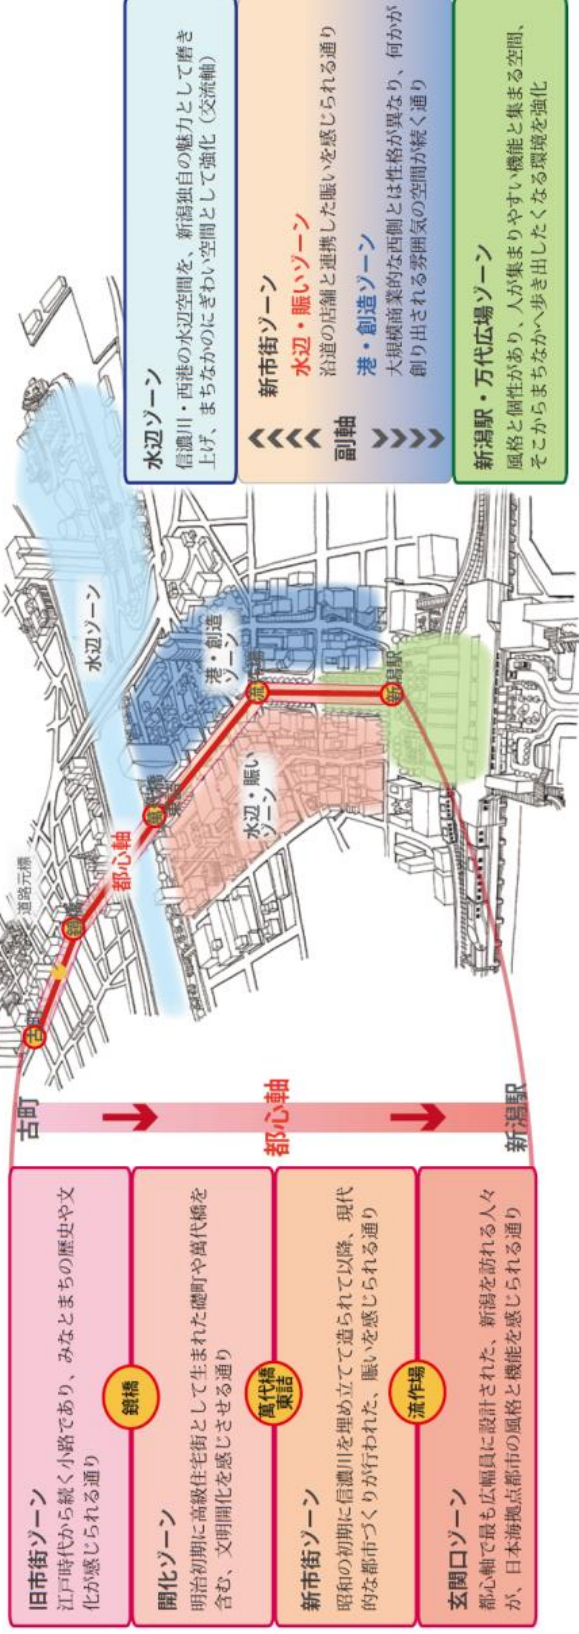 旧市街ゾーン
江戸時代から続く小路であり、みなとまちの歴史や文
化が感じられる通り
鏡橋
開化ゾーン
明治初期に高級住宅街として生まれた礎町や萬代橋を
含む、文明開化を感じさせる通り
萬代橋
東詰
新市街ゾーン
昭和の初期に信濃川を埋め立てて造られて以降、現代
的な都市づくりが行われた、賑いを感じられる通り
流作場
玄関口ゾーン
都心軸で最も広幅員に設計された、新潟を訪れる人々
が、日本海拠点都市の風格と機能を感じられる通り
古町
都心軸
新潟駅
古町
道路元標
都心軸
水辺ゾーン
港・創造
ゾーン
水辺・賑い
ゾーン
新潟駅
水辺ゾーン
信濃川・西港の水辺空間を、新潟独自の魅力として磨き
上げ、まちなかのにぎわい空間として強化（交流軸）
副軸
新市街ゾーン
水辺・賑いゾーン
沿道の店舗と連携した賑いを感じられる通り
港・創造ゾーン
大規模商業的な西側とは性格が異なり、何かが
創り出される雰囲気の空間が続く通り
新潟駅・万代広場ゾーン
風格と個性があり、人が集まりやすい機能と集まる空間、
そこからまちなかへ歩き出したくなる環境を強化